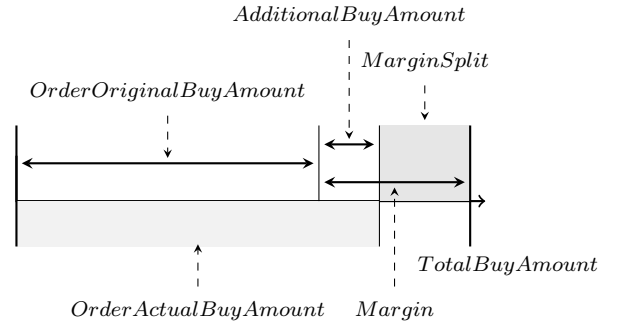 AdditionalBuyAmount
MarginSplit
OrderOriginalBuyAmount
TotalBuyAmount
OrderActualBuyAmount
Margin